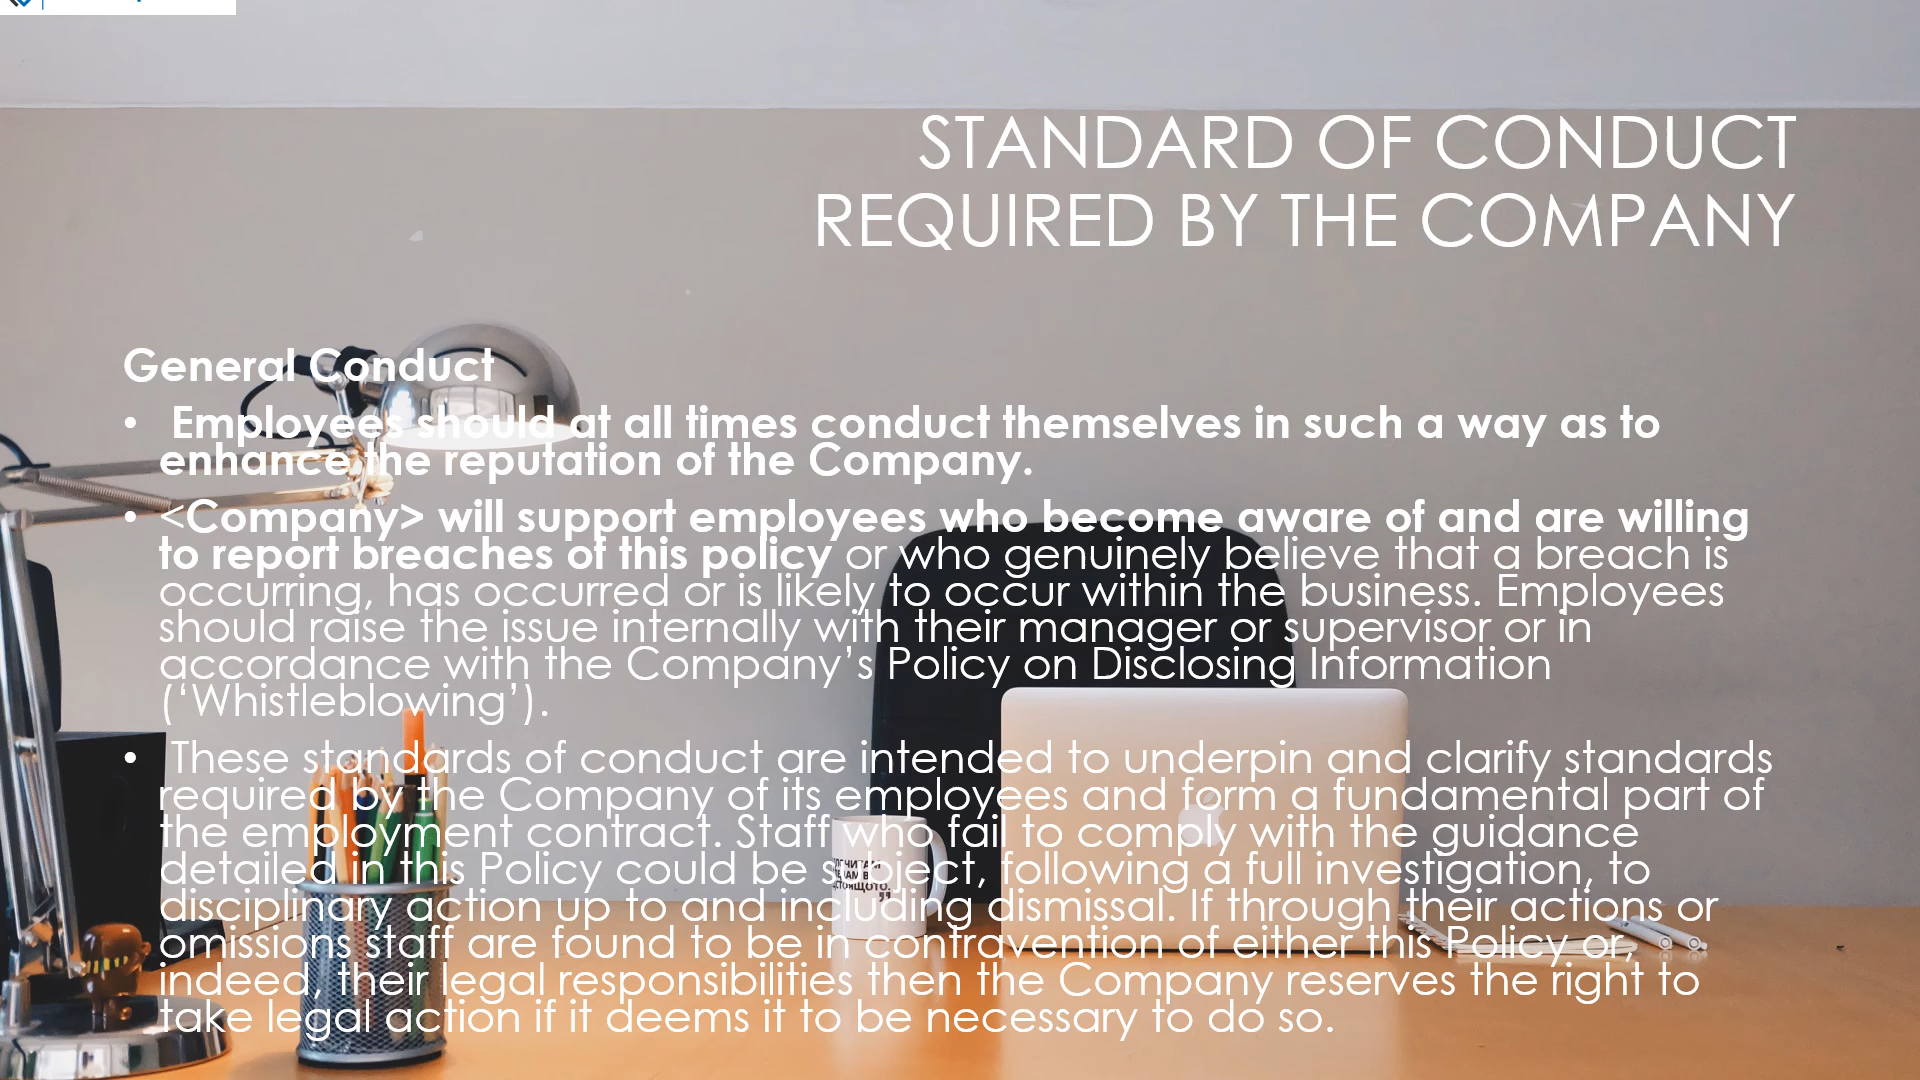 STANDARD OF CONDUCT
REQUIRED BY THE COMPANY
General Conduct
• Employees should at all times conduct themselves in such a way as to
enhance the reputation of the Company.
• <Company> will support employees who become aware of and are willing
to report breaches of this policy or who genuinely believe that a breach is
occurring, has occurred or is likely to occur within the business. Employees
should raise the issue internally with their manager or supervisor or in
accordance with the Company’s Policy on Disclosing Information
(‘Whistleblowing’).
• These standards of conduct are intended to underpin and clarify standards
required by the Company of its employees and form a fundamental part of
the employment contract. Staff who fail to comply with the guidance
detailed in this Policy could be subject, following a full investigation, to
disciplinary action up to and including dismissal. If through their actions or
omissions staff are found to be in contravention of either this Policy or,
indeed, their legal responsibilities then the Company reserves the right to
take legal action if it deems it to be necessary to do so.